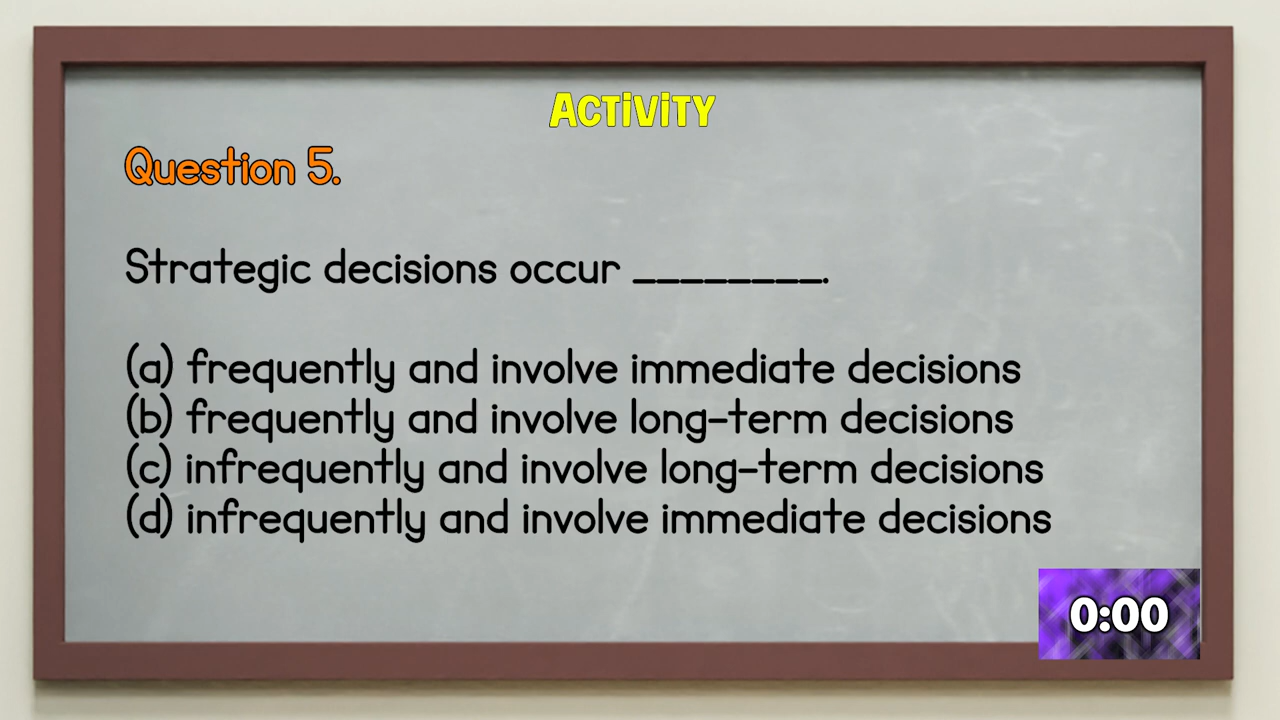 Activity
Question 5.
Strategic decisions occur ________.
(a) frequently and involve immediate decisions
(b) frequently and involve long-term decisions
(c) infrequently and involve long-term decisions
(d) infrequently and involve immediate decisions
0:00